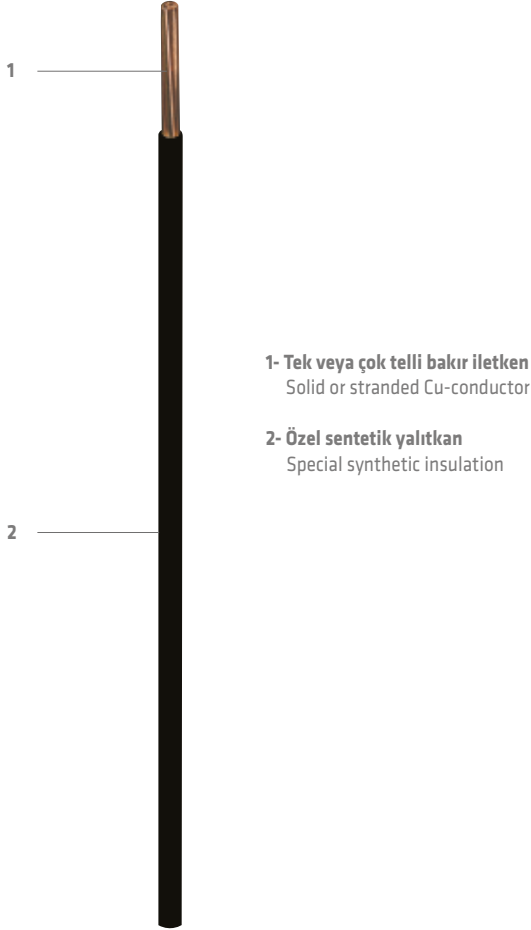 1
1- Tek veya çok telli bakır iletken
Solid or stranded Cu-conductor
2- Özel sentetik yalıtkan
Special synthetic insulation
2